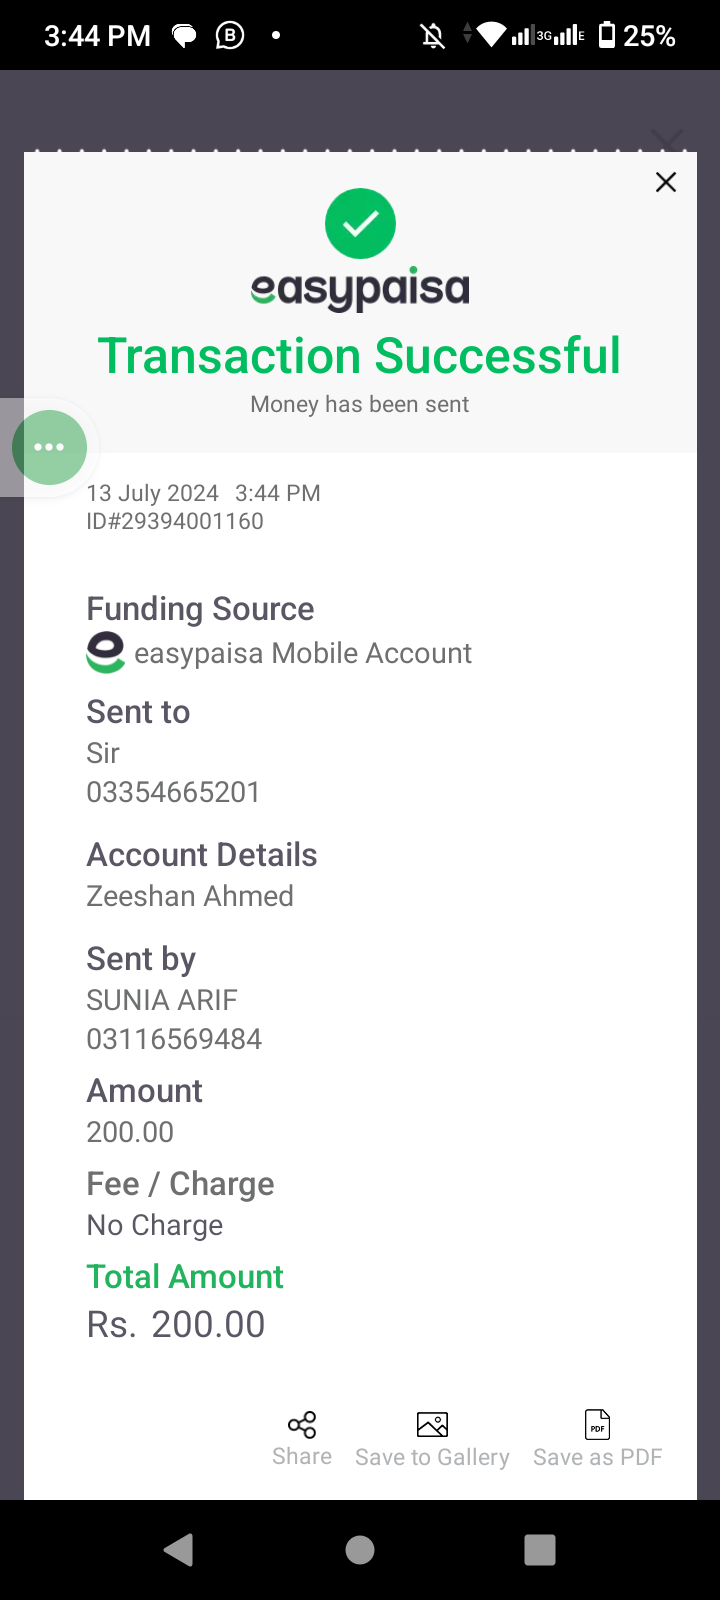 3:44 PM
3G
E
25%
easypaisa
Transaction Successful
Money has been sent
13 July 2024 3:44 PM
ID#29394001160
Funding Source
easypaisa Mobile Account
Sent to
Sir
03354665201
Account Details
Zeeshan Ahmed
Sent by
SUNIA ARIF
03116569484
Amount
200.00
Fee / Charge
No Charge
Total Amount
Rs. 200.00
PDF
Share Save to Gallery Save as PDF